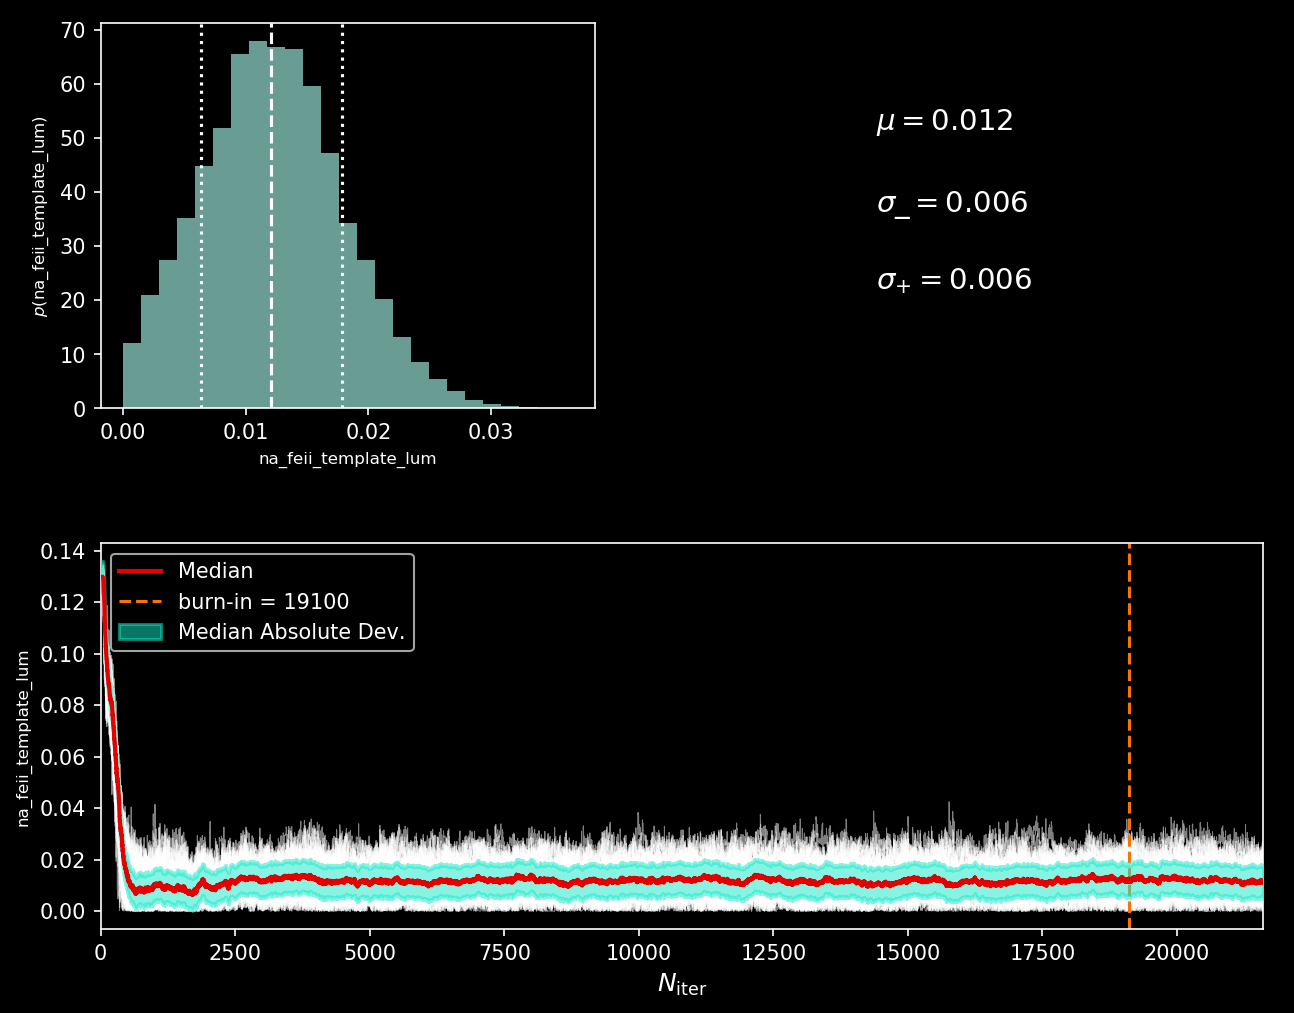 70
60
50
40
30
20
10
0
p(na_feii_template_lum)
0.00 0.01 0.02 0.03
na_feii_template_lum
μ = 0.012
σ₋ = 0.006
σ₊ = 0.006
0.14
0.12
0.10
0.08
0.06
0.04
0.02
0.00
na_feii_template_lum
Median
burn-in = 19100
Median Absolute Dev.
0 2500 5000 7500 10000 12500 15000 17500 20000
N_iter